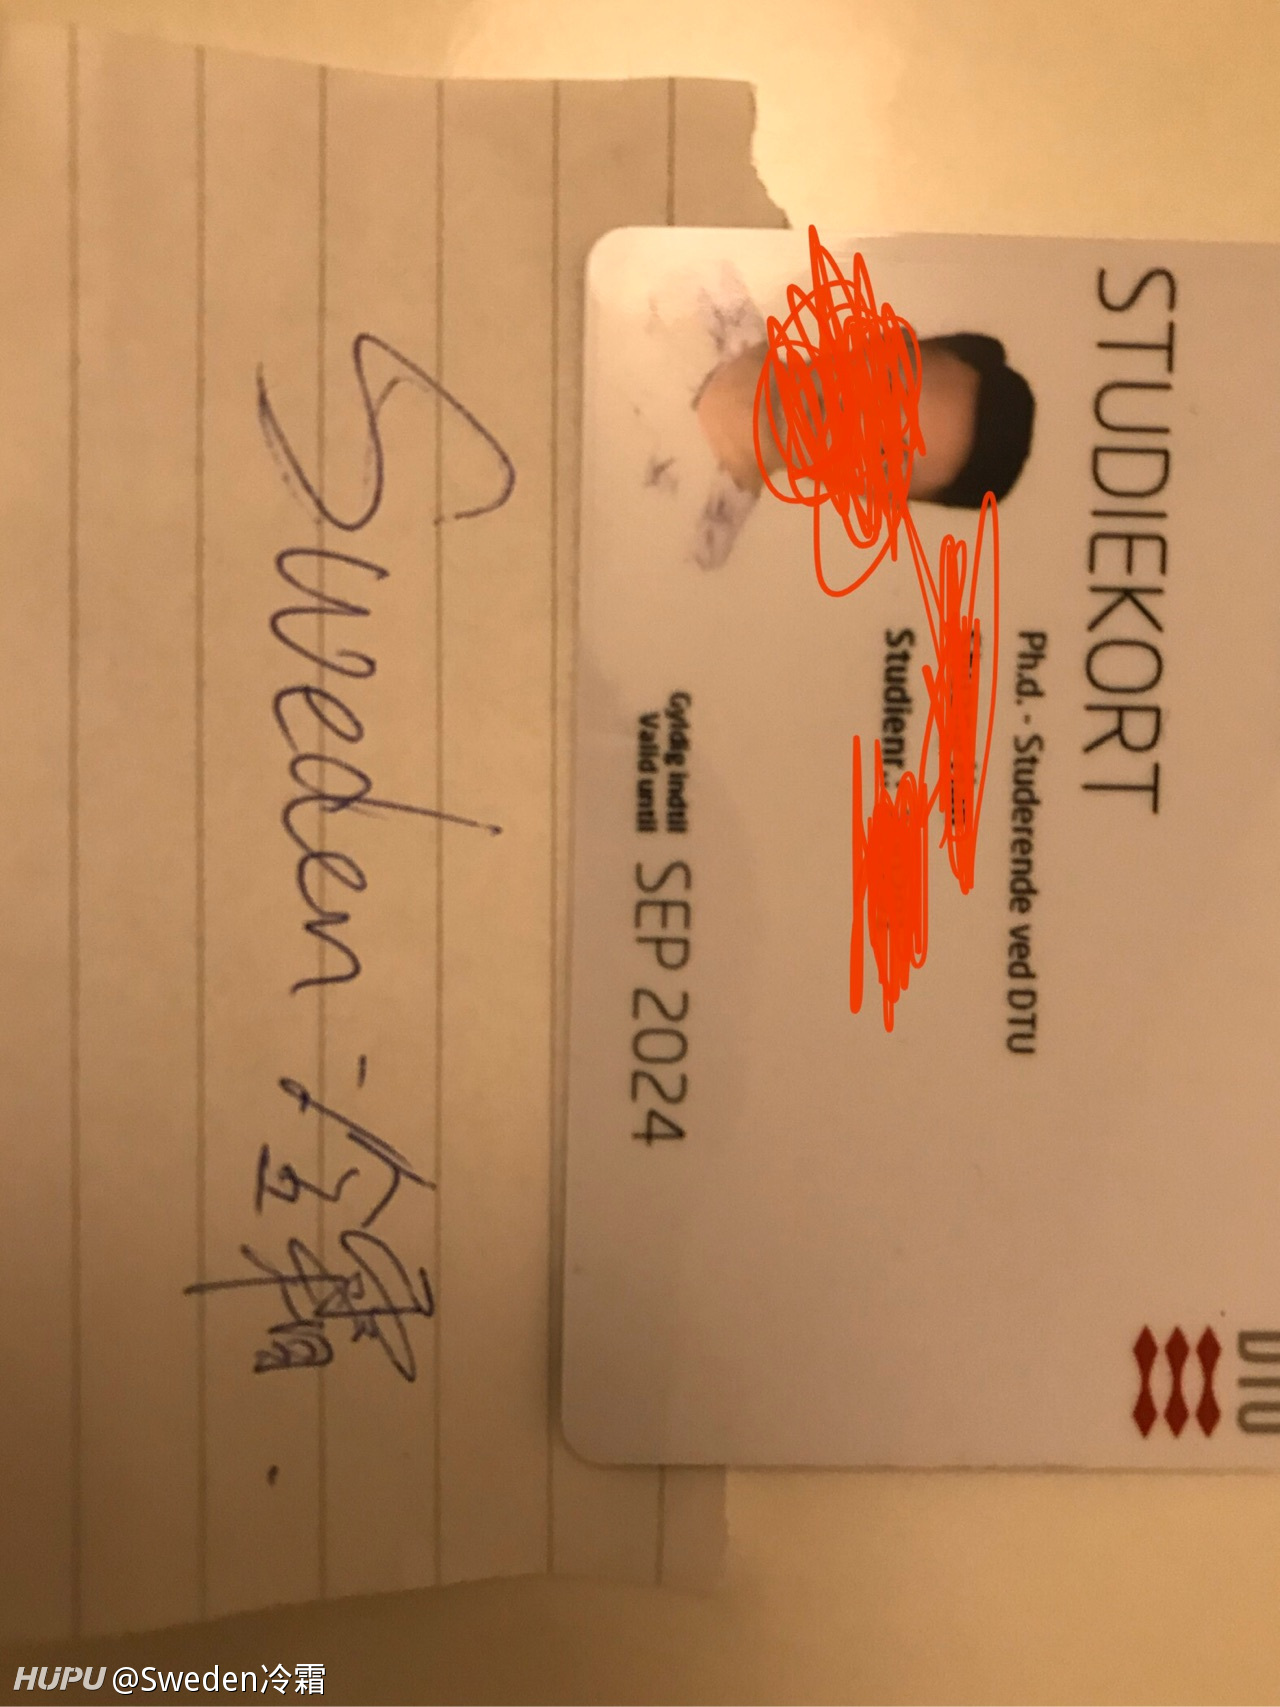 STUDIEKORT
Ph.d. - Studerende ved DTU
Studienr.:
Gyldig indtil
Valid until SEP 2024
DTU
Sweden-冷霜.
HUPU @Sweden冷霜